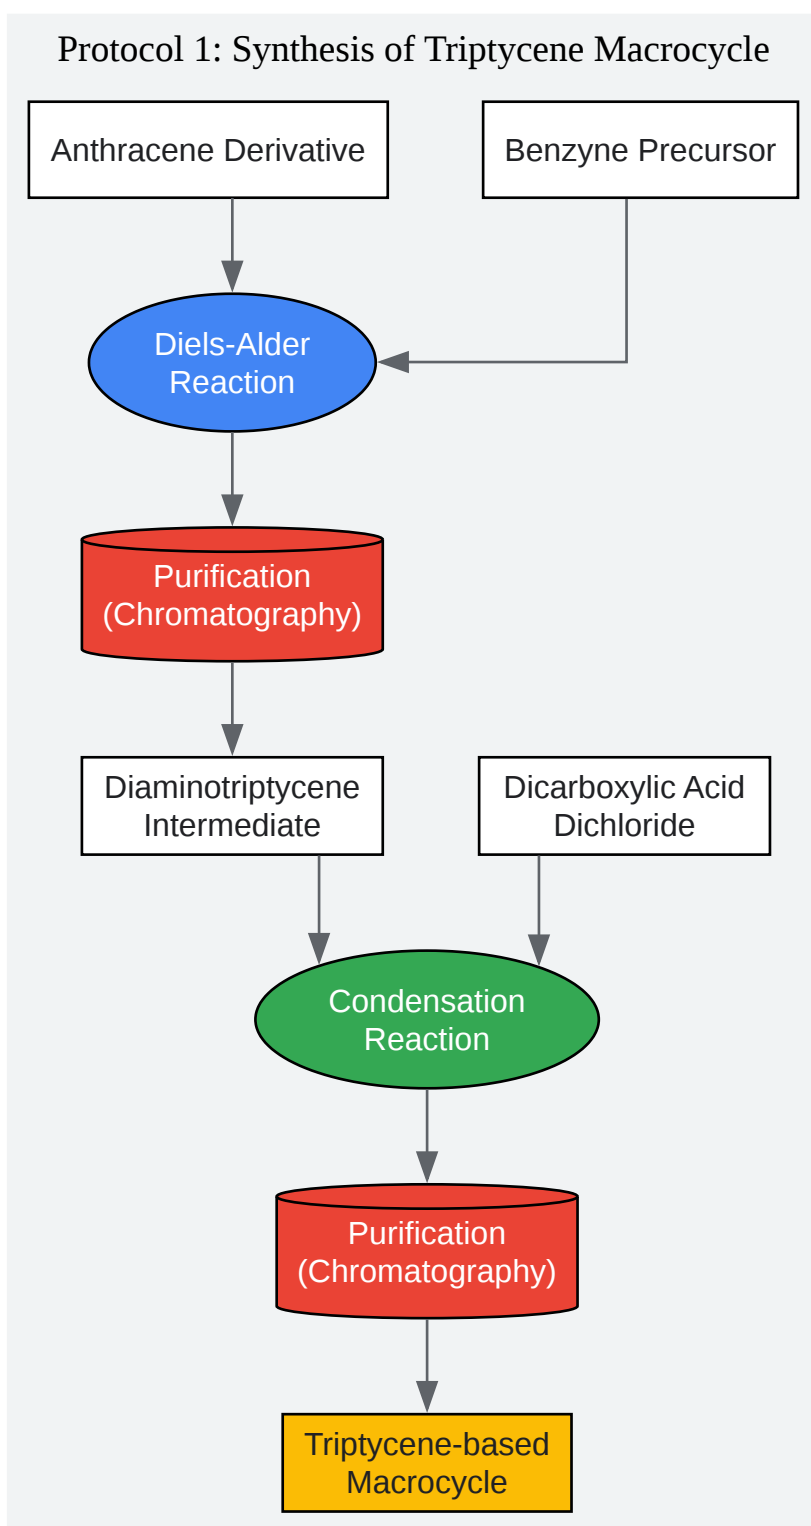 Protocol 1: Synthesis of Triptycene Macrocycle
Anthracene Derivative
Benzyne Precursor
Diels-Alder
Reaction
Purification
(Chromatography)
Diaminotriptycene
Intermediate
Dicarboxylic Acid
Dichloride
Condensation
Reaction
Purification
(Chromatography)
Triptycene-based
Macrocycle